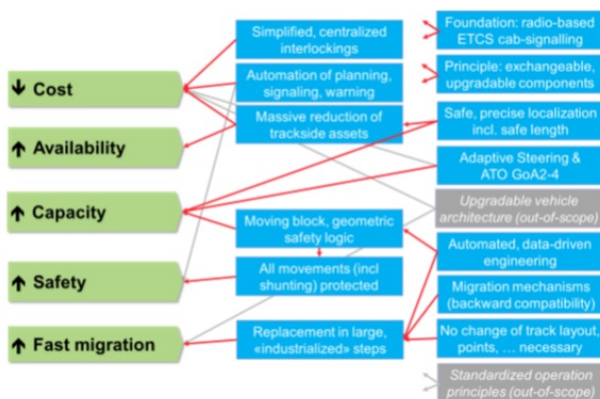 Cost
Availability
Capacity
Safety
Fast migration
Simplified, centralized
interlockings
Automation of planning,
signaling, warning
Massive reduction of
trackside assets
Moving block, geometric
safety logic
All movements (incl
shunting) protected
Replacement in large,
«industrialized» steps
Foundation: radio-based
ETCS cab-signalling
Principle: exchangeable,
upgradable components
Safe, precise localization
incl. safe length
Adaptive Steering &
ATO GoA2-4
Upgradable vehicle
architecture (out-of-scope)
Automated, data-driven
engineering
Migration mechanisms
(backward compatibility)
No change of track layout,
points, … necessary
Standardized operation
principles (out-of-scope)